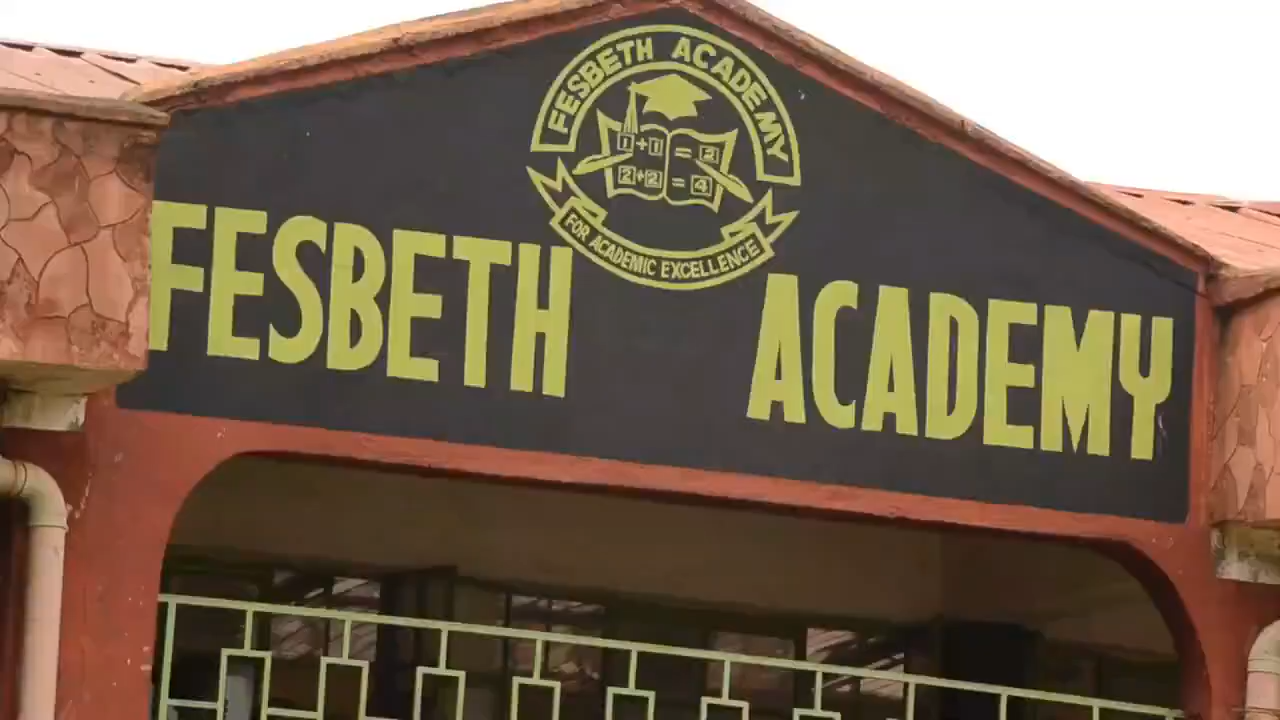 FESBETH ACADEMY
1+1 = 2
2+2 = 4
FOR ACADEMIC EXCELLENCE
FESBETH ACADEMY